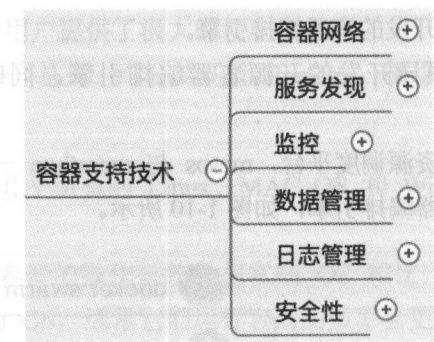 容器网络
服务发现
监控
容器支持技术
数据管理
日志管理
安全性